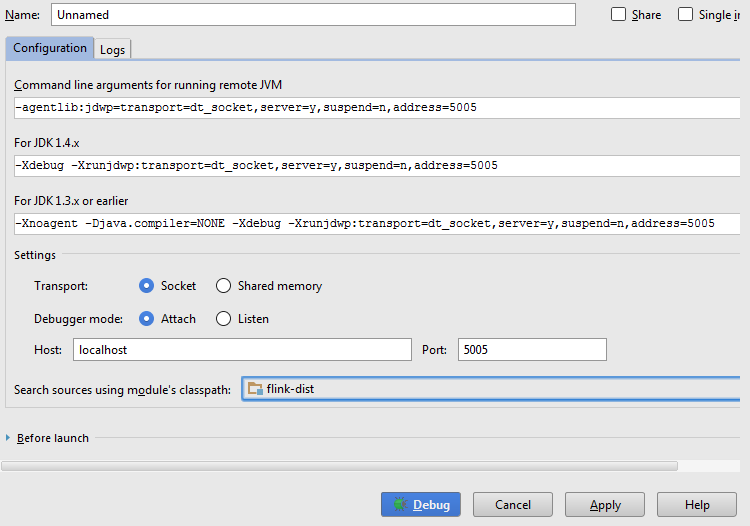 Name: Unnamed Share Single in
Configuration Logs
Command line arguments for running remote JVM
-agentlib:jdwp=transport=dt_socket,server=y,suspend=n,address=5005
For JDK 1.4.x
-Xdebug -Xrunjdwp:transport=dt_socket,server=y,suspend=n,address=5005
For JDK 1.3.x or earlier
-Xnoagent -Djava.compiler=NONE -Xdebug -Xrunjdwp:transport=dt_socket,server=y,suspend=n,address=5005
Settings
Transport: Socket Shared memory
Debugger mode: Attach Listen
Host: localhost Port: 5005
Search sources using module's classpath: flink-dist
Before launch
Debug Cancel Apply Help